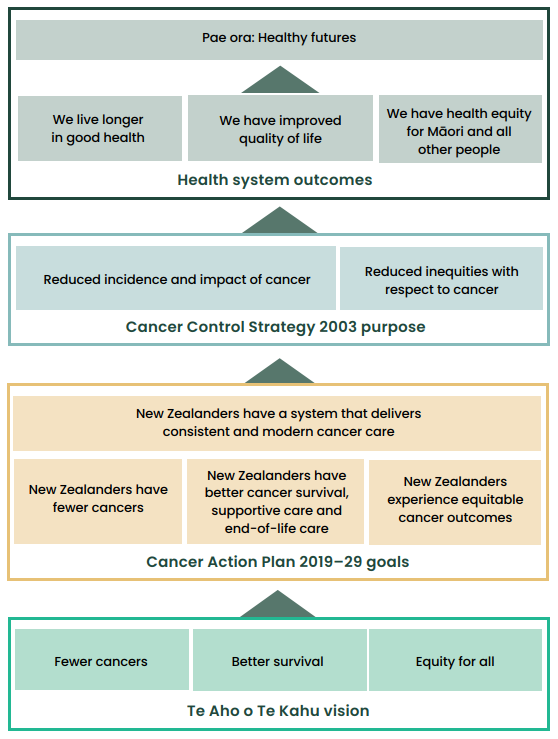 Pae ora: Healthy futures
We live longer
in good health
We have improved
quality of life
We have health equity
for Māori and all
other people
Health system outcomes
Reduced incidence and impact of cancer
Reduced inequities with
respect to cancer
Cancer Control Strategy 2003 purpose
New Zealanders have a system that delivers
consistent and modern cancer care
New Zealanders have
fewer cancers
New Zealanders have
better cancer survival,
supportive care and
end-of-life care
New Zealanders
experience equitable
cancer outcomes
Cancer Action Plan 2019–29 goals
Fewer cancers
Better survival
Equity for all
Te Aho o Te Kahu vision